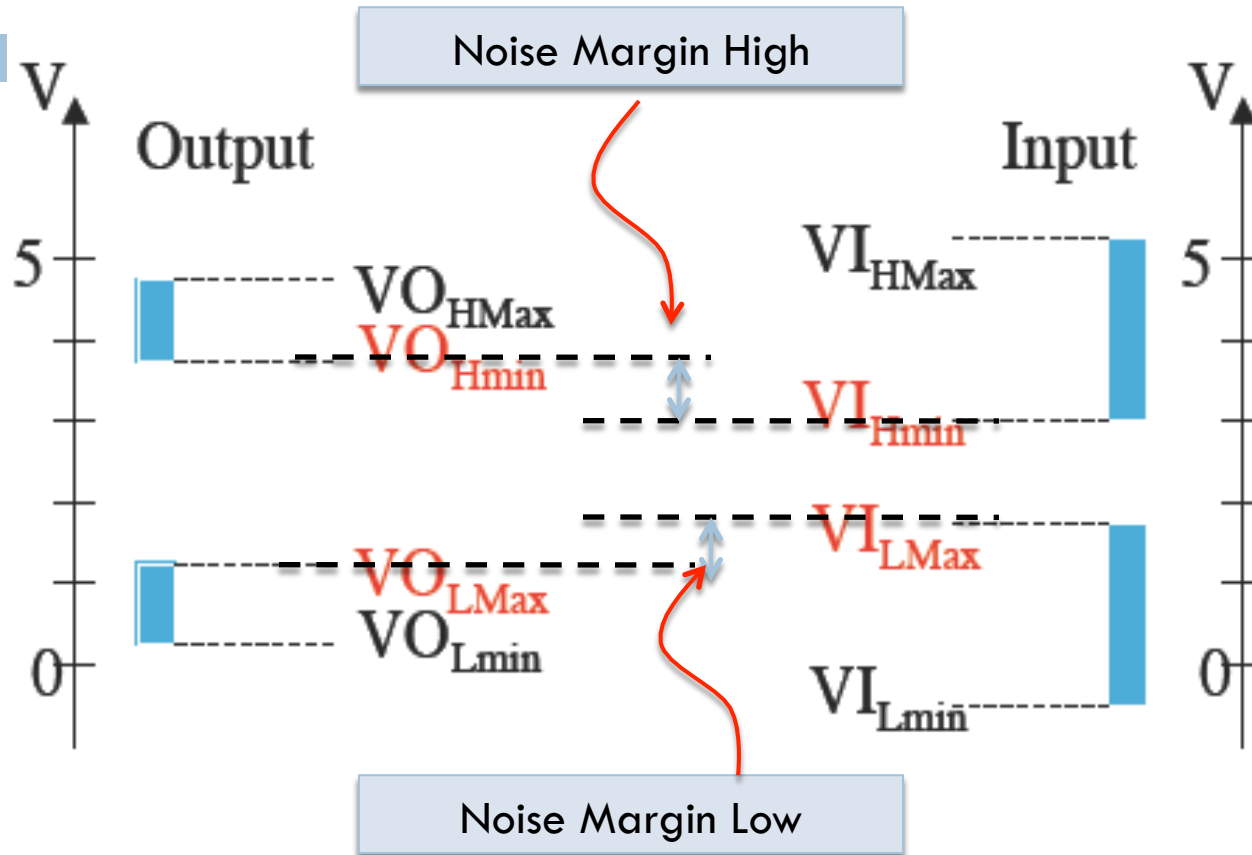 Noise Margin High
V
V
Output
Input
5
VO_HMax
VI_HMax
5
VO_Hmin
VI_Hmin
VO_LMax
VI_LMax
VO_Lmin
0
VI_Lmin
0
Noise Margin Low